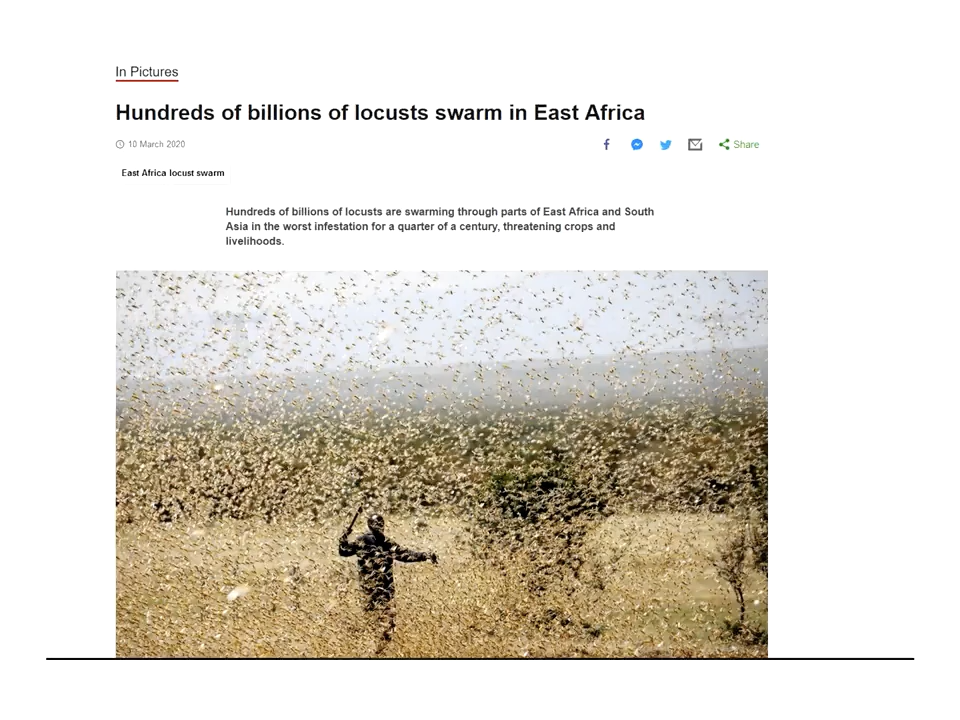 In Pictures
Hundreds of billions of locusts swarm in East Africa
10 March 2020
Share
East Africa locust swarm
Hundreds of billions of locusts are swarming through parts of East Africa and South
Asia in the worst infestation for a quarter of a century, threatening crops and
livelihoods.